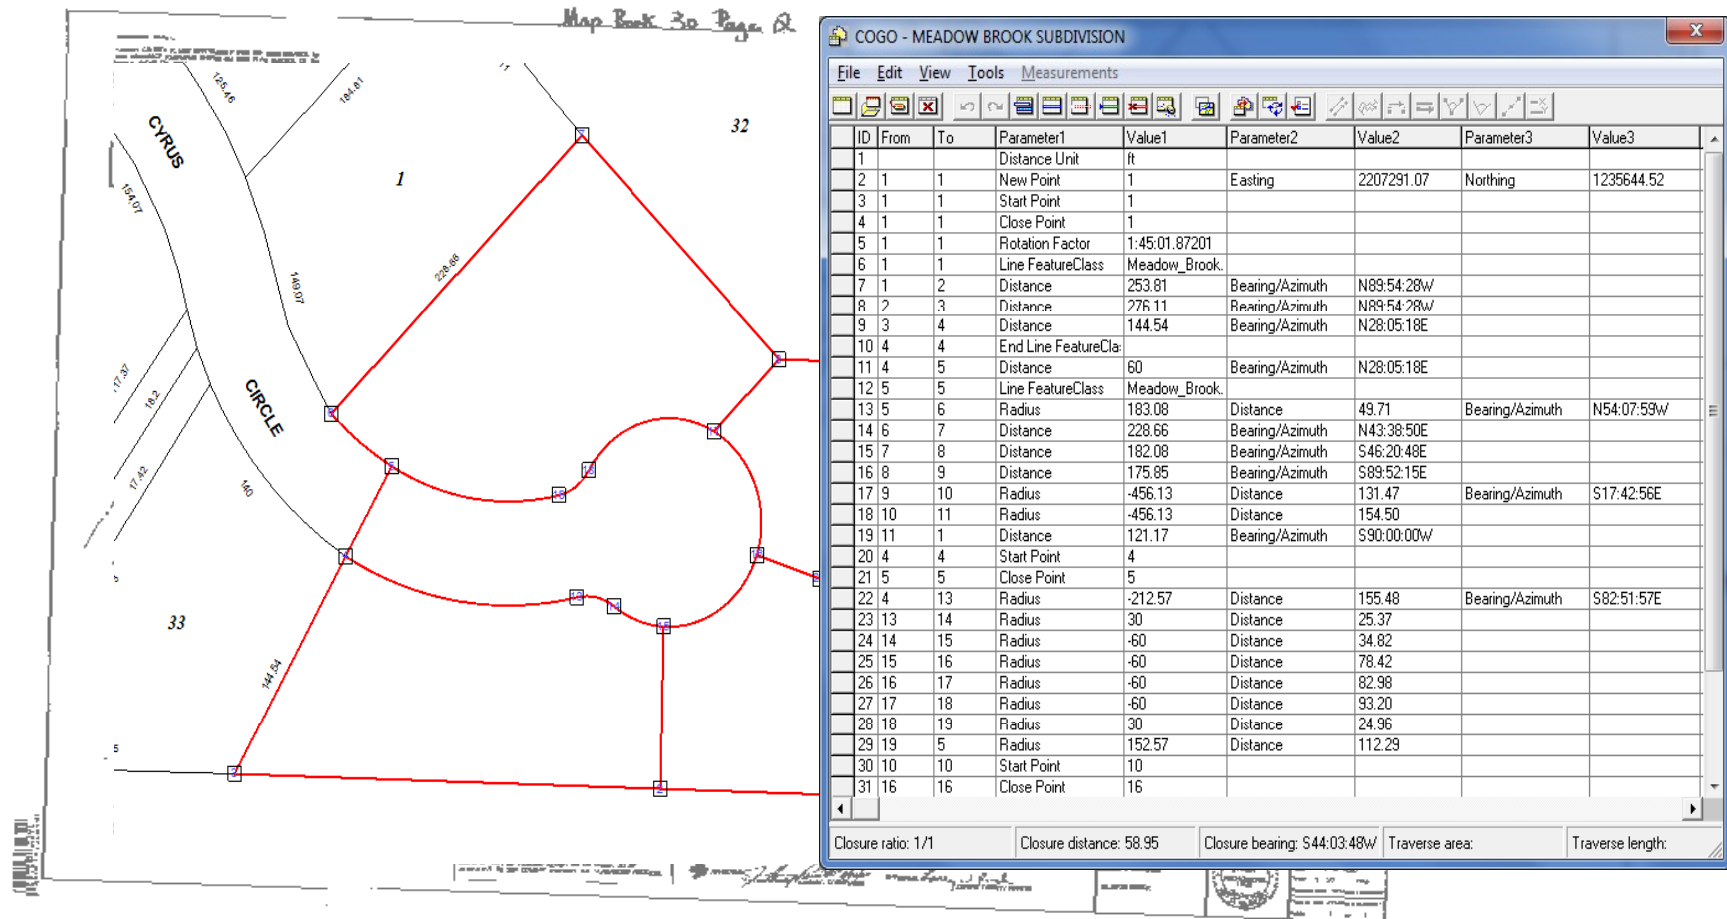 Map Book 30 Page 2
125.46
184.81
11
32
CYRUS
1
154.07
149.07
228.66
CIRCLE
18.2
17.42
140
33
144.54
5
7
6
5
4
3
2
13
14
15
16
17
18
19
COGO - MEADOW BROOK SUBDIVISION
File Edit View Tools Measurements
ID From To Parameter1 Value1 Parameter2 Value2 Parameter3 Value3
1 Distance Unit ft
2 1 1 New Point 1 Easting 2207291.07 Northing 1235644.52
3 1 1 Start Point 1
4 1 1 Close Point 1
5 1 1 Rotation Factor 1:45:01.87201
6 1 1 Line FeatureClass Meadow_Brook.
7 1 2 Distance 253.81 Bearing/Azimuth N89:54:28W
8 2 3 Distance 276.11 Bearing/Azimuth N89:54:28W
9 3 4 Distance 144.54 Bearing/Azimuth N28:05:18E
10 4 4 End Line FeatureCla:
11 4 5 Distance 60 Bearing/Azimuth N28:05:18E
12 5 5 Line FeatureClass Meadow_Brook.
13 5 6 Radius 183.08 Distance 49.71 Bearing/Azimuth N54:07:59W
14 6 7 Distance 228.66 Bearing/Azimuth N43:38:50E
15 7 8 Distance 182.08 Bearing/Azimuth S46:20:48E
16 8 9 Distance 175.85 Bearing/Azimuth S89:52:15E
17 9 10 Radius -456.13 Distance 131.47 Bearing/Azimuth S17:42:56E
18 10 11 Radius -456.13 Distance 154.50
19 11 1 Distance 121.17 Bearing/Azimuth S90:00:00W
20 4 4 Start Point 4
21 5 5 Close Point 5
22 4 13 Radius -212.57 Distance 155.48 Bearing/Azimuth S82:51:57E
23 13 14 Radius 30 Distance 25.37
24 14 15 Radius -60 Distance 34.82
25 15 16 Radius -60 Distance 78.42
26 16 17 Radius -60 Distance 82.98
27 17 18 Radius -60 Distance 93.20
28 18 19 Radius 30 Distance 24.96
29 19 5 Radius 152.57 Distance 112.29
30 10 10 Start Point 10
31 16 16 Close Point 16
Closure ratio: 1/1 Closure distance: 58.95 Closure bearing: S44:03:48W Traverse area: Traverse length: